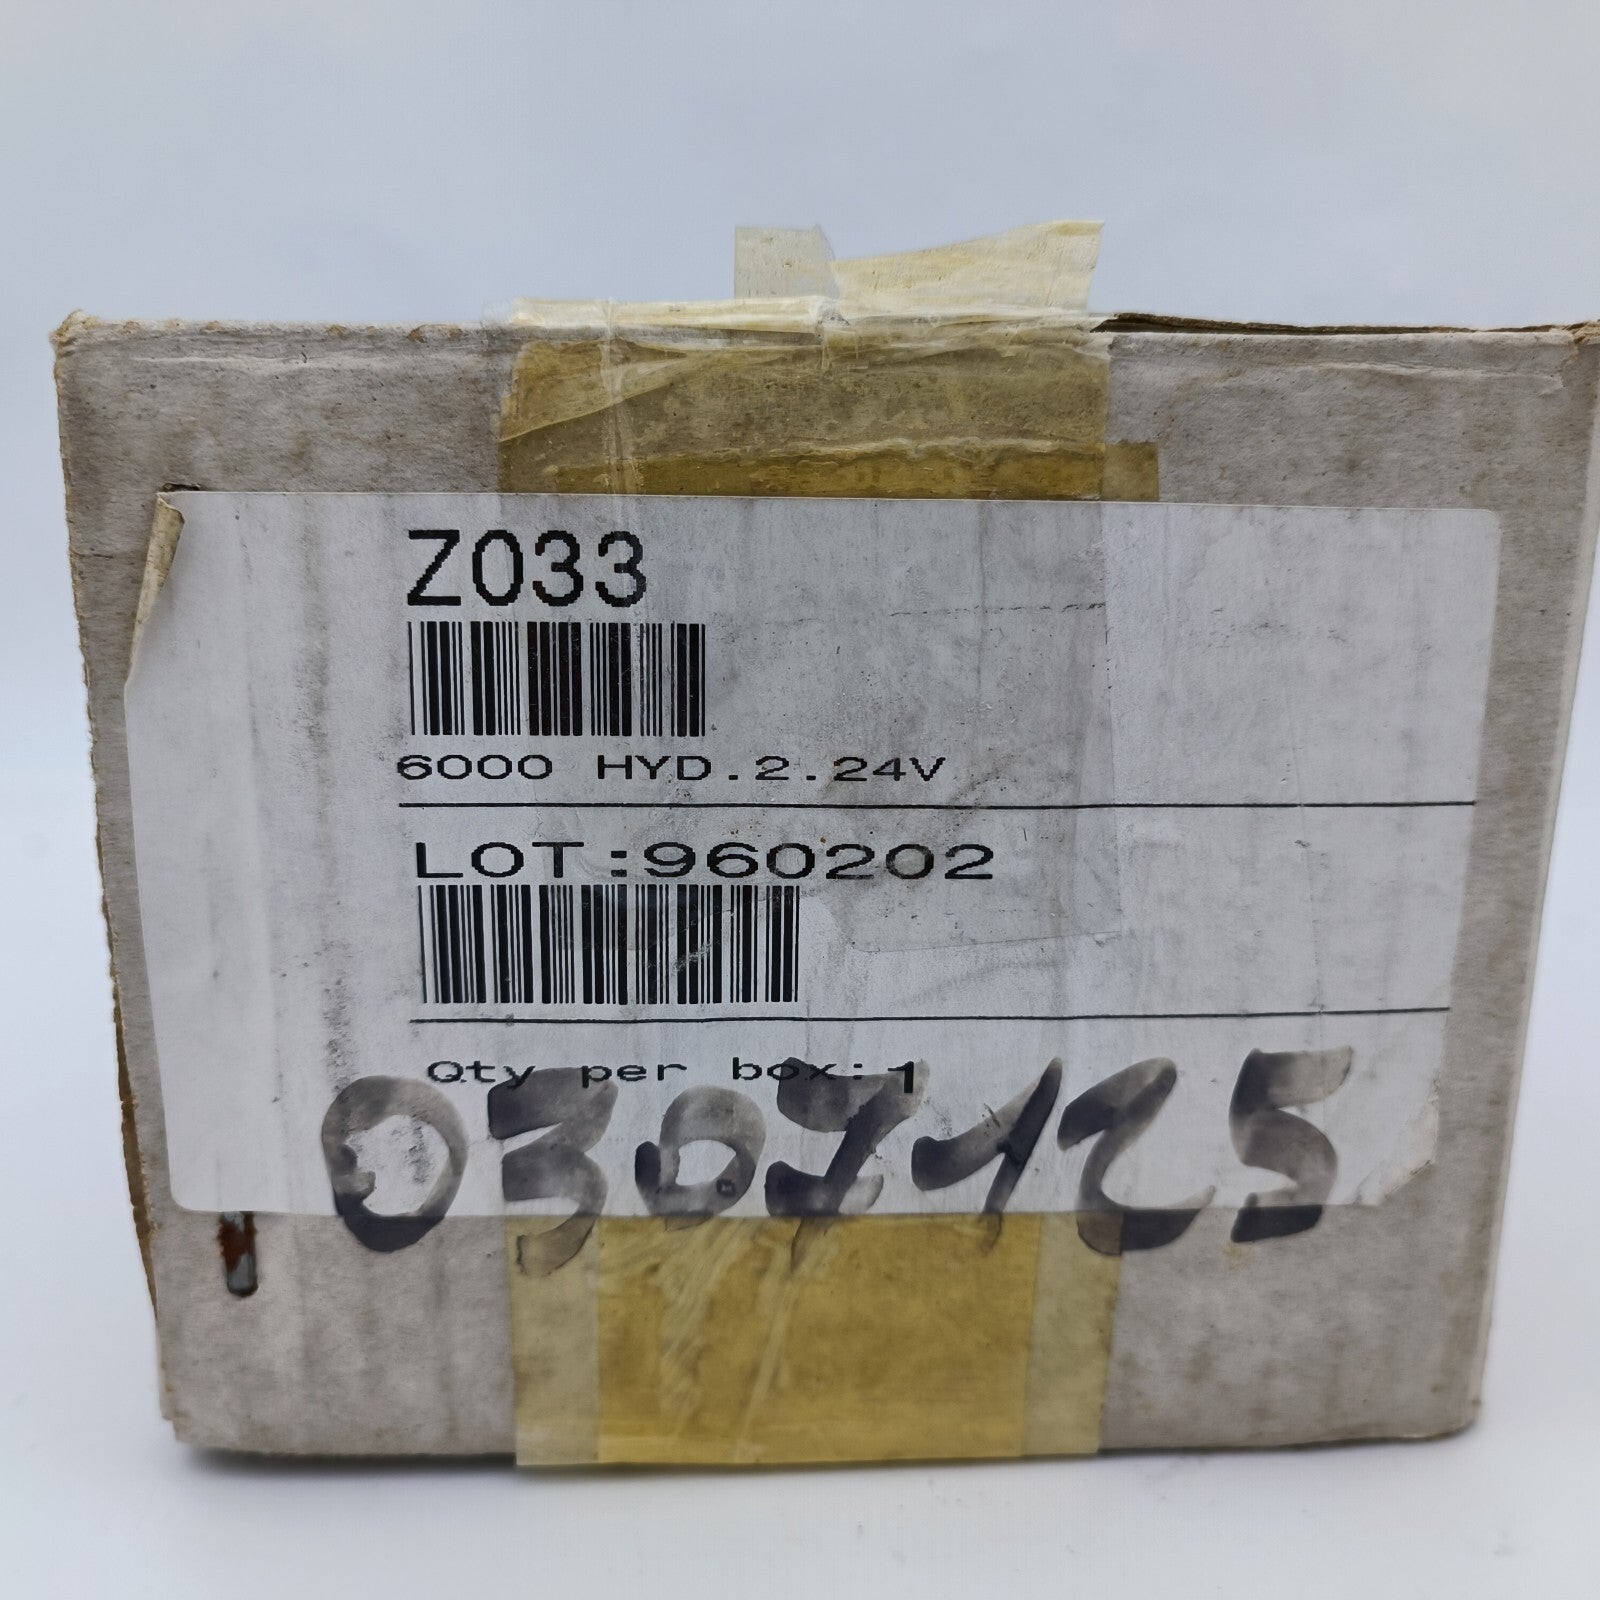 Z033
6000 HYD.2.24V
LOT:960202
Qty per box:1
0307125